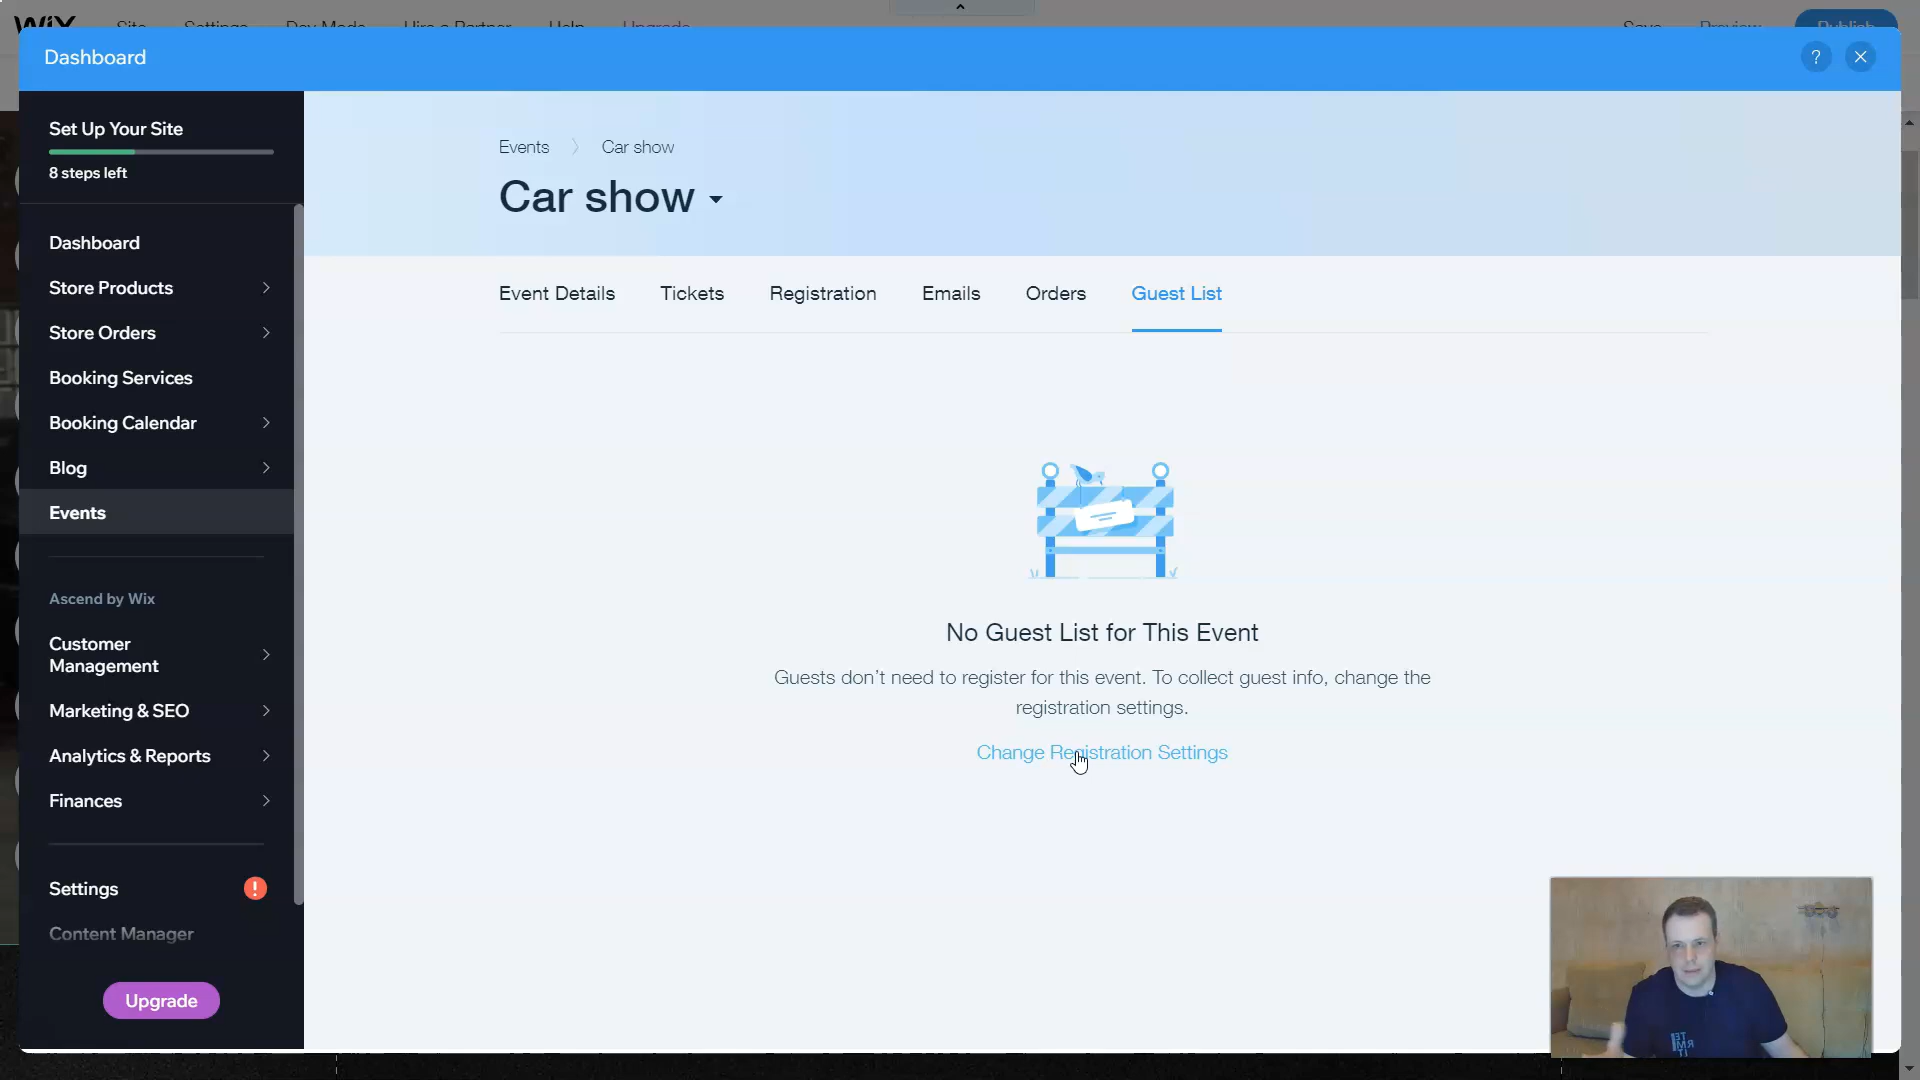 WiX Site Settings Dev Mode Hire a Partner Help Upgrade Save Preview Publish
Dashboard
?
Set Up Your Site
8 steps left
Dashboard
Store Products
Store Orders
Booking Services
Booking Calendar
Blog
Events
Ascend by Wix
Customer
Management
Marketing & SEO
Analytics & Reports
Finances
Settings
!
Content Manager
Upgrade
Events Car show
Car show
Event Details Tickets Registration Emails Orders Guest List
No Guest List for This Event
Guests don't need to register for this event. To collect guest info, change the
registration settings.
Change Registration Settings